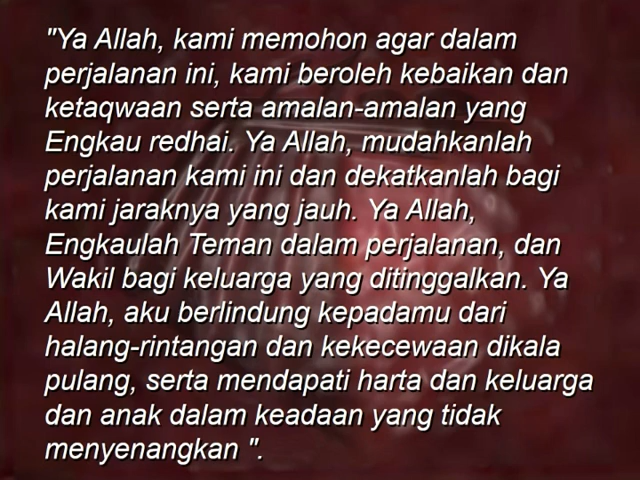 "Ya Allah, kami memohon agar dalam
perjalanan ini, kami beroleh kebaikan dan
ketaqwaan serta amalan-amalan yang
Engkau redhai. Ya Allah, mudahkanlah
perjalanan kami ini dan dekatkanlah bagi
kami jaraknya yang jauh. Ya Allah,
Engkaulah Teman dalam perjalanan, dan
Wakil bagi keluarga yang ditinggalkan. Ya
Allah, aku berlindung kepadamu dari
halang-rintangan dan kekecewaan dikala
pulang, serta mendapati harta dan keluarga
dan anak dalam keadaan yang tidak
menyenangkan ".